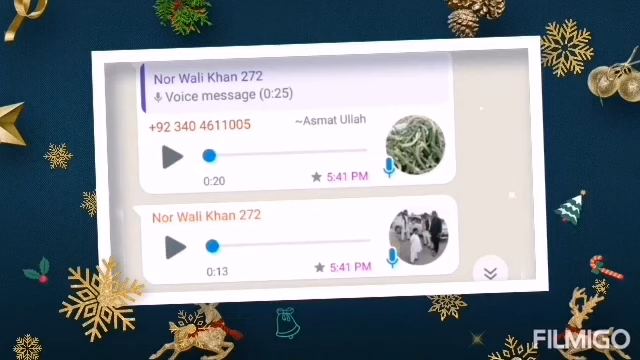 Nor Wali Khan 272
Voice message (0:25)
+92 340 4611005 ~Asmat Ullah
0:20 5:41 PM
Nor Wali Khan 272
0:13 5:41 PM
FILMIGO